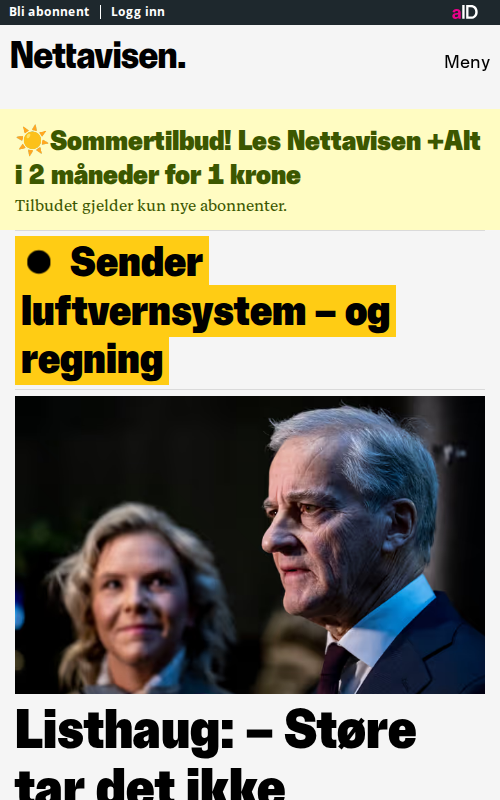 Bli abonnent | Logg inn
aID
Nettavisen.
Meny
☀️Sommertilbud! Les Nettavisen +Alt
i 2 måneder for 1 krone
Tilbudet gjelder kun nye abonnenter.
● Sender
luftvernsystem – og
regning
Listhaug: – Støre
tar det ikke